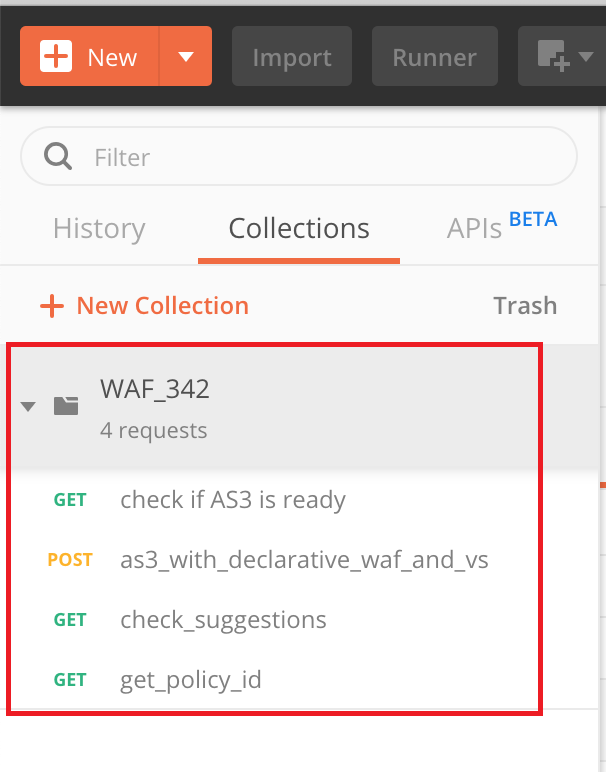 New Import Runner
Filter
History Collections APIs BETA
New Collection Trash
WAF_342
4 requests
GET check if AS3 is ready
POST as3_with_declarative_waf_and_vs
GET check_suggestions
GET get_policy_id